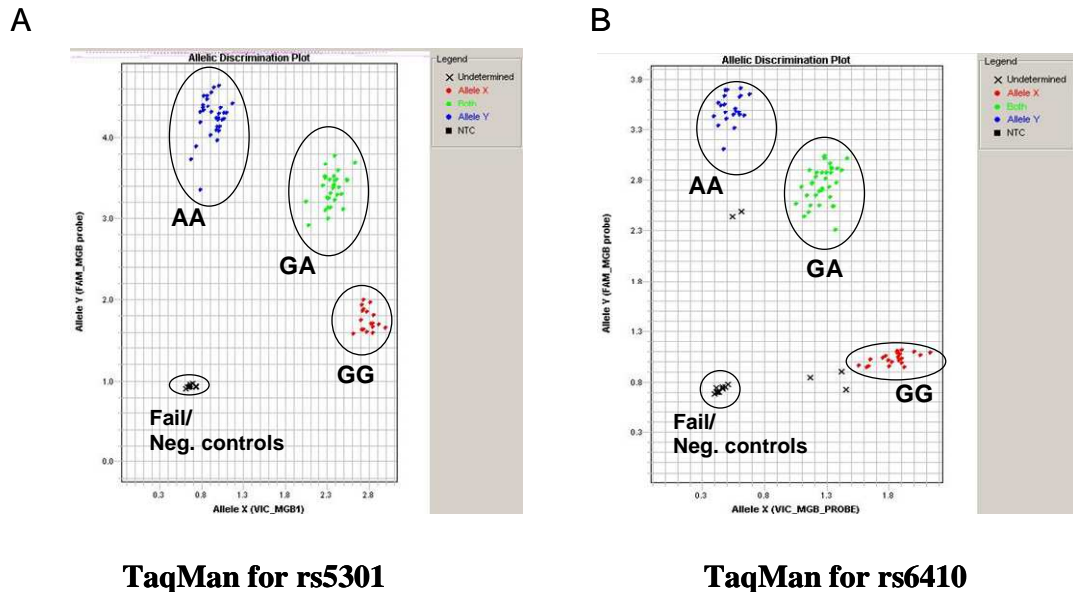 A
B
Allelic Discrimination Plot
Legend
Undetermined
Allele X
Both
Allele Y
NTC
4.0
3.0
2.0
1.0
0.0
0.3
0.8
1.3
1.8
2.3
2.8
Allele Y (FAM_MGB probe)
Allele X (VIC_MGB1)
AA
GA
GG
Fail/
Neg. controls
TaqMan for rs5301
Allelic Discrimination Plot
Legend
Undetermined
Allele X
Both
Allele Y
NTC
3.8
3.3
2.8
2.3
1.8
1.3
0.8
0.3
0.3
0.8
1.3
1.8
Allele Y (FAM_MGB probe)
Allele X (VIC_MGB_PROBE)
AA
GA
GG
Fail/
Neg. controls
TaqMan for rs6410